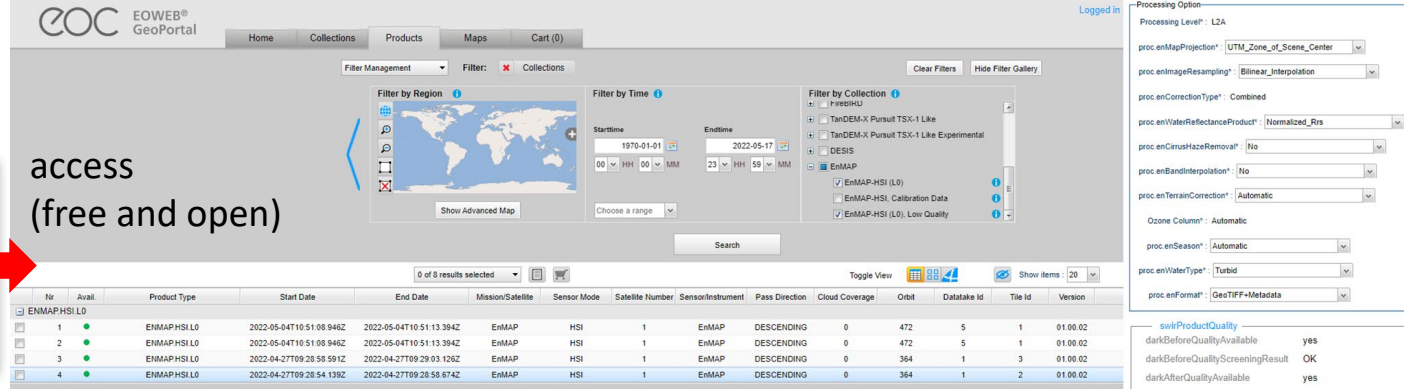 EOC EOWEB®
GeoPortal
Logged in
Home Collections Products Maps Cart (0)
Filter Management Filter: Collections Clear Filters Hide Filter Gallery
Filter by Region
Show Advanced Map
Filter by Time
Starttime Endtime
1970-01-01 2022-05-17
00 HH 00 MM 23 HH 59 MM
Choose a range
Filter by Collection
FireBIRD
TanDEM-X Pursuit TSX-1 Like
TanDEM-X Pursuit TSX-1 Like Experimental
DESIS
EnMAP
EnMAP-HSI (L0)
EnMAP-HSI, Calibration Data
EnMAP-HSI (L0), Low Quality
Search
access
(free and open)
0 of 8 results selected Toggle View Show items : 20
Nr Avail. Product Type Start Date End Date Mission/Satellite Sensor Mode Satellite Number Sensor/Instrument Pass Direction Cloud Coverage Orbit Datatake Id Tile Id Version
ENMAP.HSI.L0
1 ENMAP.HSI.L0 2022-05-04T10:51:08.946Z 2022-05-04T10:51:13.394Z EnMAP HSI 1 EnMAP DESCENDING 0 472 5 1 01.00.02
2 ENMAP.HSI.L0 2022-05-04T10:51:08.946Z 2022-05-04T10:51:13.394Z EnMAP HSI 1 EnMAP DESCENDING 0 472 5 1 01.00.02
3 ENMAP.HSI.L0 2022-04-27T09:28:58.591Z 2022-04-27T09:29:03.126Z EnMAP HSI 1 EnMAP DESCENDING 0 364 1 3 01.00.02
4 ENMAP.HSI.L0 2022-04-27T09:28:54.139Z 2022-04-27T09:28:58.674Z EnMAP HSI 1 EnMAP DESCENDING 0 364 1 2 01.00.02
Processing Option
Processing Level* : L2A
proc.enMapProjection* : UTM_Zone_of_Scene_Center
proc.enImageResampling* : Bilinear_Interpolation
proc.enCorrectionType* : Combined
proc.enWaterReflectanceProduct* : Normalized_Rrs
proc.enCirrusHazeRemoval* : No
proc.enBandInterpolation* : No
proc.enTerrainCorrection* : Automatic
Ozone Column* : Automatic
proc.enSeason* : Automatic
proc.enWaterType* : Turbid
proc.enFormat* : GeoTIFF+Metadata
swirProductQuality
darkBeforeQualityAvailable yes
darkBeforeQualityScreeningResult OK
darkAfterQualityAvailable yes